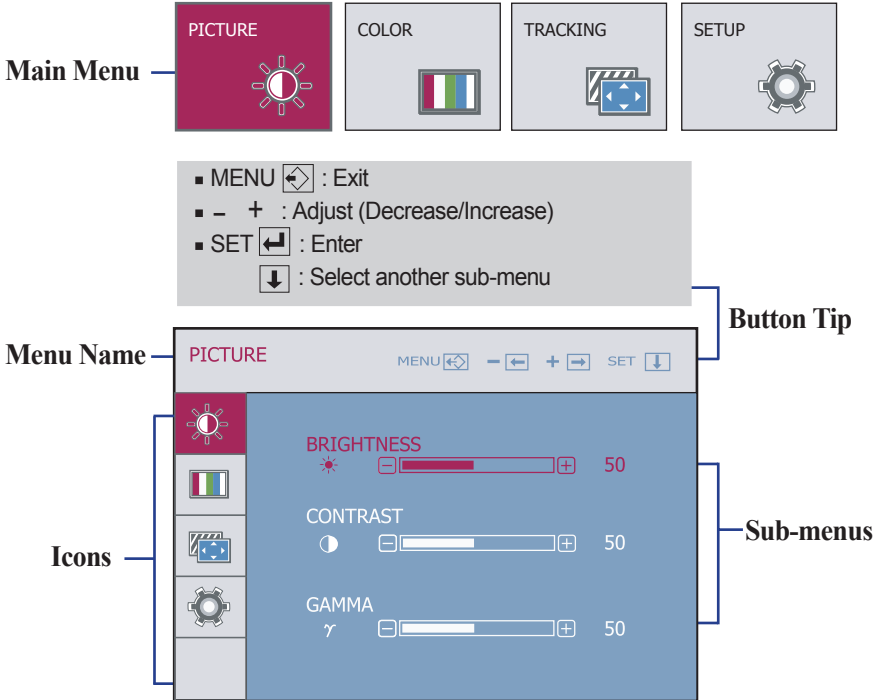 PICTURE COLOR TRACKING SETUP
Main Menu
■ MENU : Exit
■ – + : Adjust (Decrease/Increase)
■ SET : Enter
: Select another sub-menu
Button Tip
Menu Name
PICTURE MENU – + SET
BRIGHTNESS
50
CONTRAST
50
Sub-menus
Icons
GAMMA
γ 50